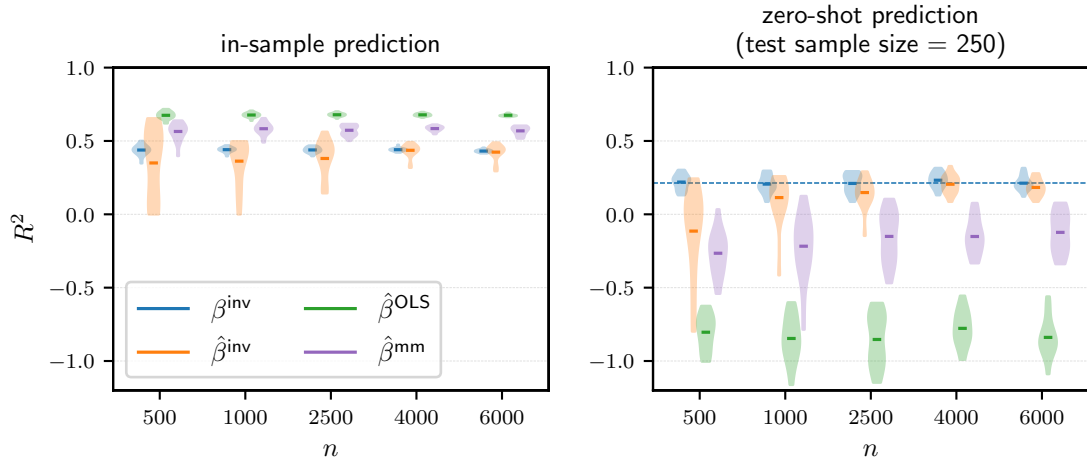 in-sample prediction
1.0
0.5
0.0
−0.5
−1.0
R²
β^inv
β̂^inv
β̂^OLS
β̂^mm
500 1000 2500 4000 6000
n
zero-shot prediction
(test sample size = 250)
1.0
0.5
0.0
−0.5
−1.0
500 1000 2500 4000 6000
n